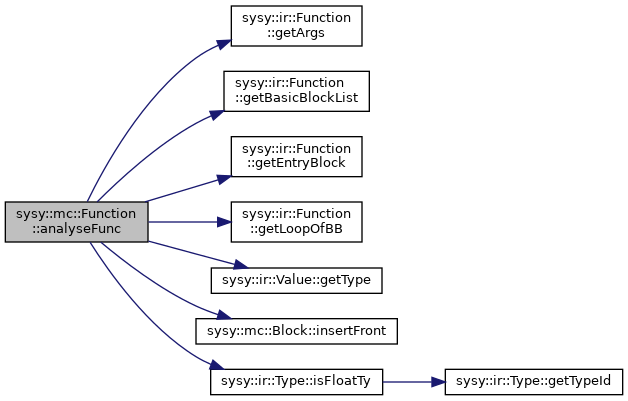 sysy::ir::Function
::getArgs
sysy::ir::Function
::getBasicBlockList
sysy::ir::Function
::getEntryBlock
sysy::mc::Function
::analyseFunc
sysy::ir::Function
::getLoopOfBB
sysy::ir::Value::getType
sysy::mc::Block::insertFront
sysy::ir::Type::isFloatTy
sysy::ir::Type::getTypeId